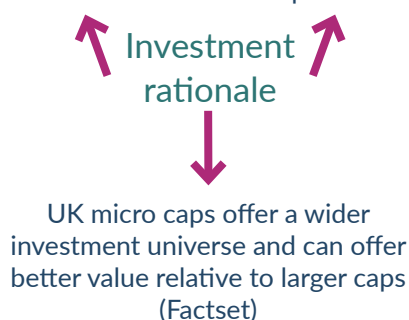 Investment
rationale
UK micro caps offer a wider
investment universe and can offer
better value relative to larger caps
(Factset)